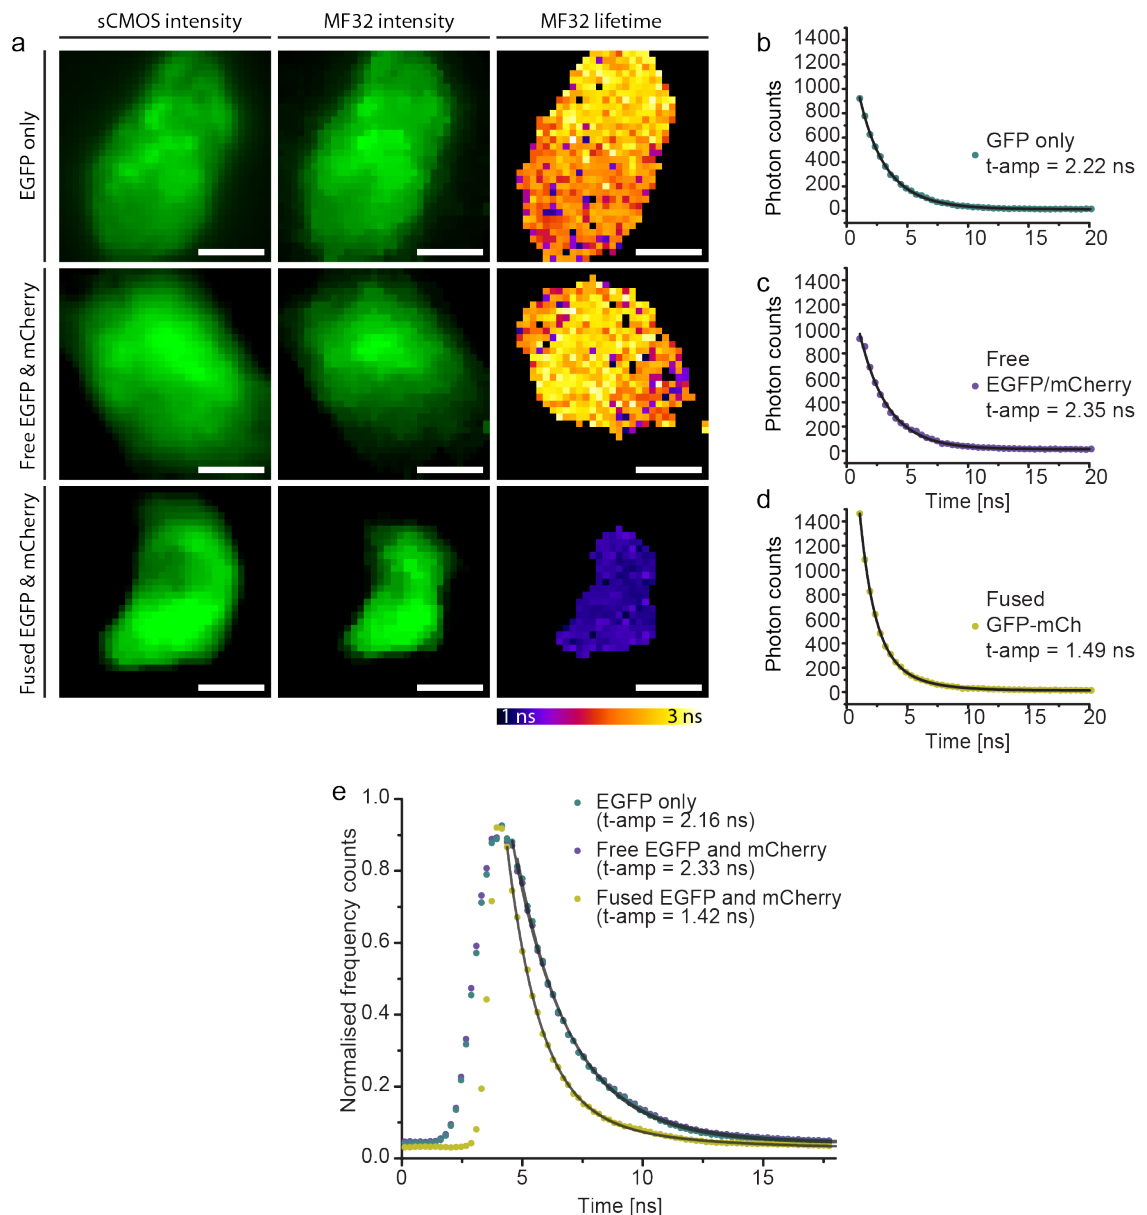 sCMOS intensity
MF32 intensity
MF32 lifetime
a
EGFP only
Free EGFP & mCherry
Fused EGFP & mCherry
1 ns
3 ns
b
1400
1200
1000
800
600
400
200
0
Photon counts
0
5
10
15
20
GFP only
t-amp = 2.22 ns
c
1400
1200
1000
800
600
400
200
0
Photon counts
0
5
10
15
20
Time [ns]
Free
EGFP/mCherry
t-amp = 2.35 ns
d
1400
1200
1000
800
600
400
200
0
Photon counts
0
5
10
15
20
Time [ns]
Fused
GFP-mCh
t-amp = 1.49 ns
e
1.0
0.8
0.6
0.4
0.2
0.0
Normalised frequency counts
0
5
10
15
Time [ns]
EGFP only
(t-amp = 2.16 ns)
Free EGFP and mCherry
(t-amp = 2.33 ns)
Fused EGFP and mCherry
(t-amp = 1.42 ns)